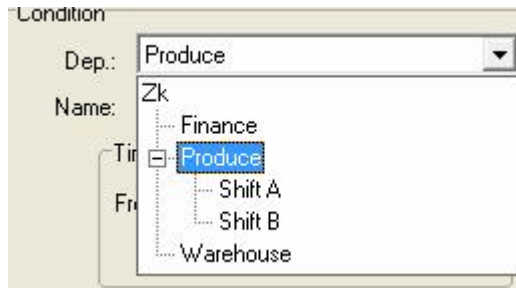 Condition
Dep.: Produce
Zk
Name:
Finance
Produce
Shift A
Shift B
Warehouse